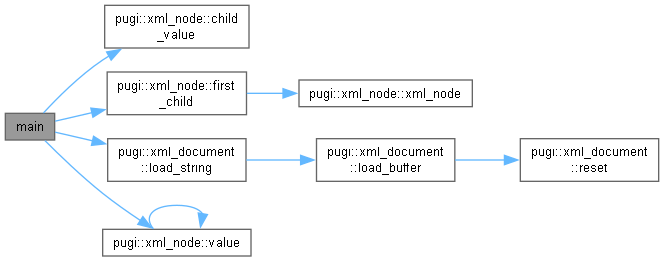 pugi::xml_node::child
_value
pugi::xml_node::first
_child
pugi::xml_node::xml_node
main
pugi::xml_document
::load_string
pugi::xml_document
::load_buffer
pugi::xml_document
::reset
pugi::xml_node::value